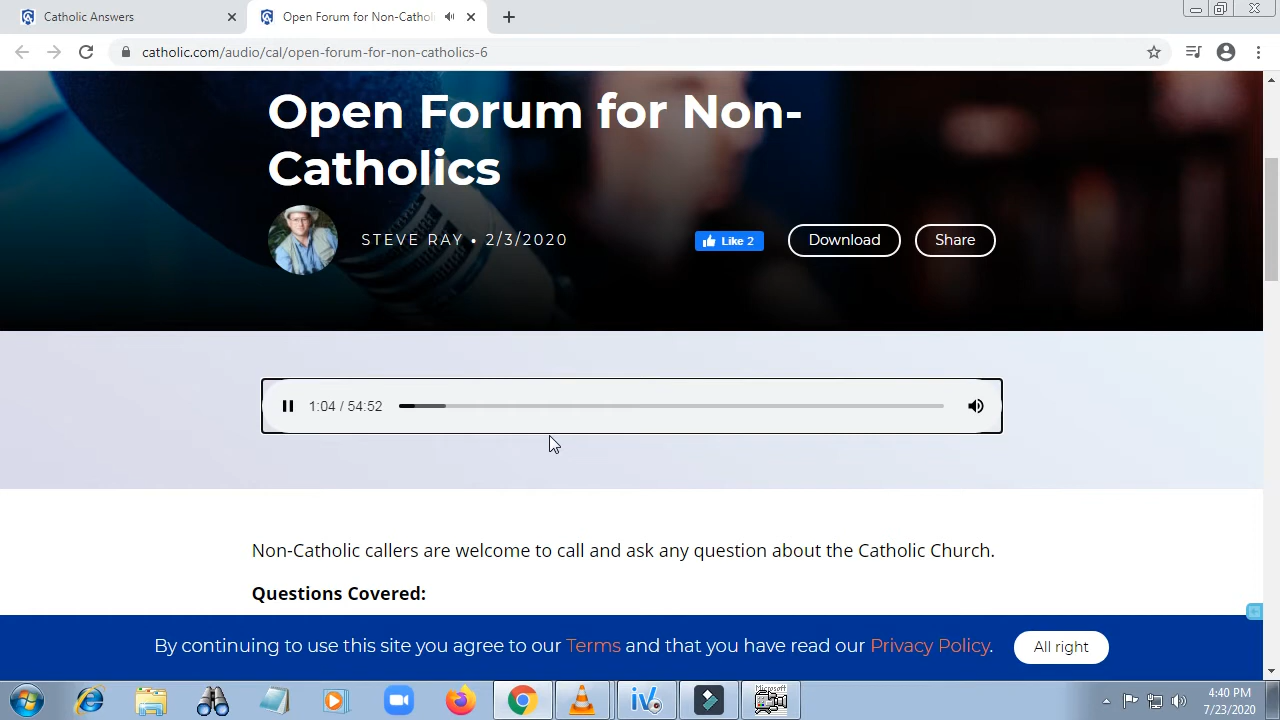 Catholic Answers
Open Forum for Non-Catholi
catholic.com/audio/cal/open-forum-for-non-catholics-6
Open Forum for Non-
Catholics
STEVE RAY • 2/3/2020
Like 2
Download
Share
1:04 / 54:52
Non-Catholic callers are welcome to call and ask any question about the Catholic Church.
Questions Covered:
By continuing to use this site you agree to our Terms and that you have read our Privacy Policy.
All right
iV
Microsoft
4:40 PM
7/23/2020